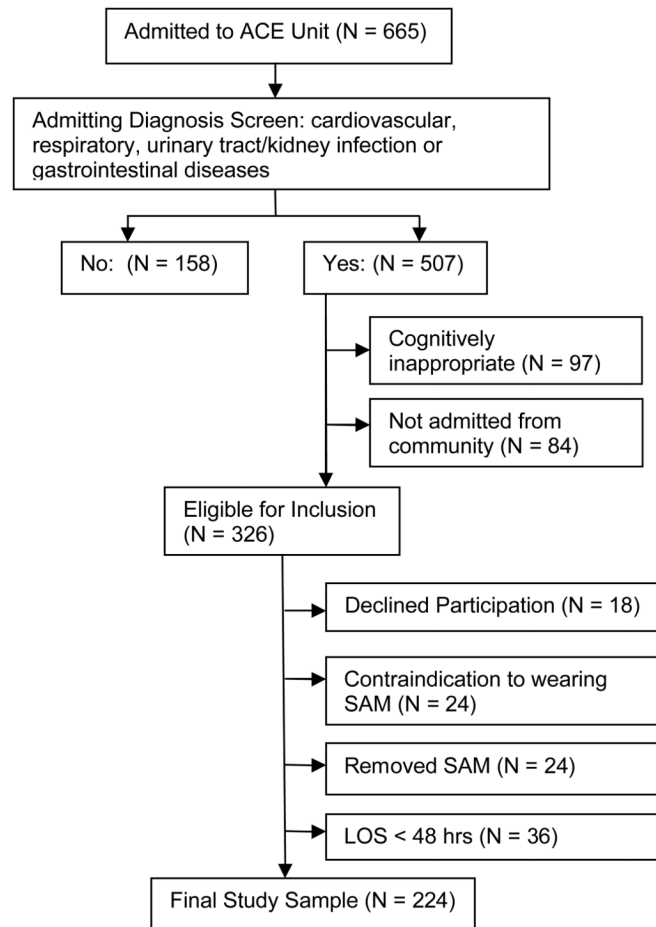 Admitted to ACE Unit (N = 665)
Admitting Diagnosis Screen: cardiovascular,
respiratory, urinary tract/kidney infection or
gastrointestinal diseases
No:  (N = 158)
Yes: (N = 507)
Cognitively
inappropriate (N = 97)
Not admitted from
community (N = 84)
Eligible for Inclusion
(N = 326)
Declined Participation (N = 18)
Contraindication to wearing
SAM (N = 24)
Removed SAM (N = 24)
LOS < 48 hrs (N = 36)
Final Study Sample (N = 224)